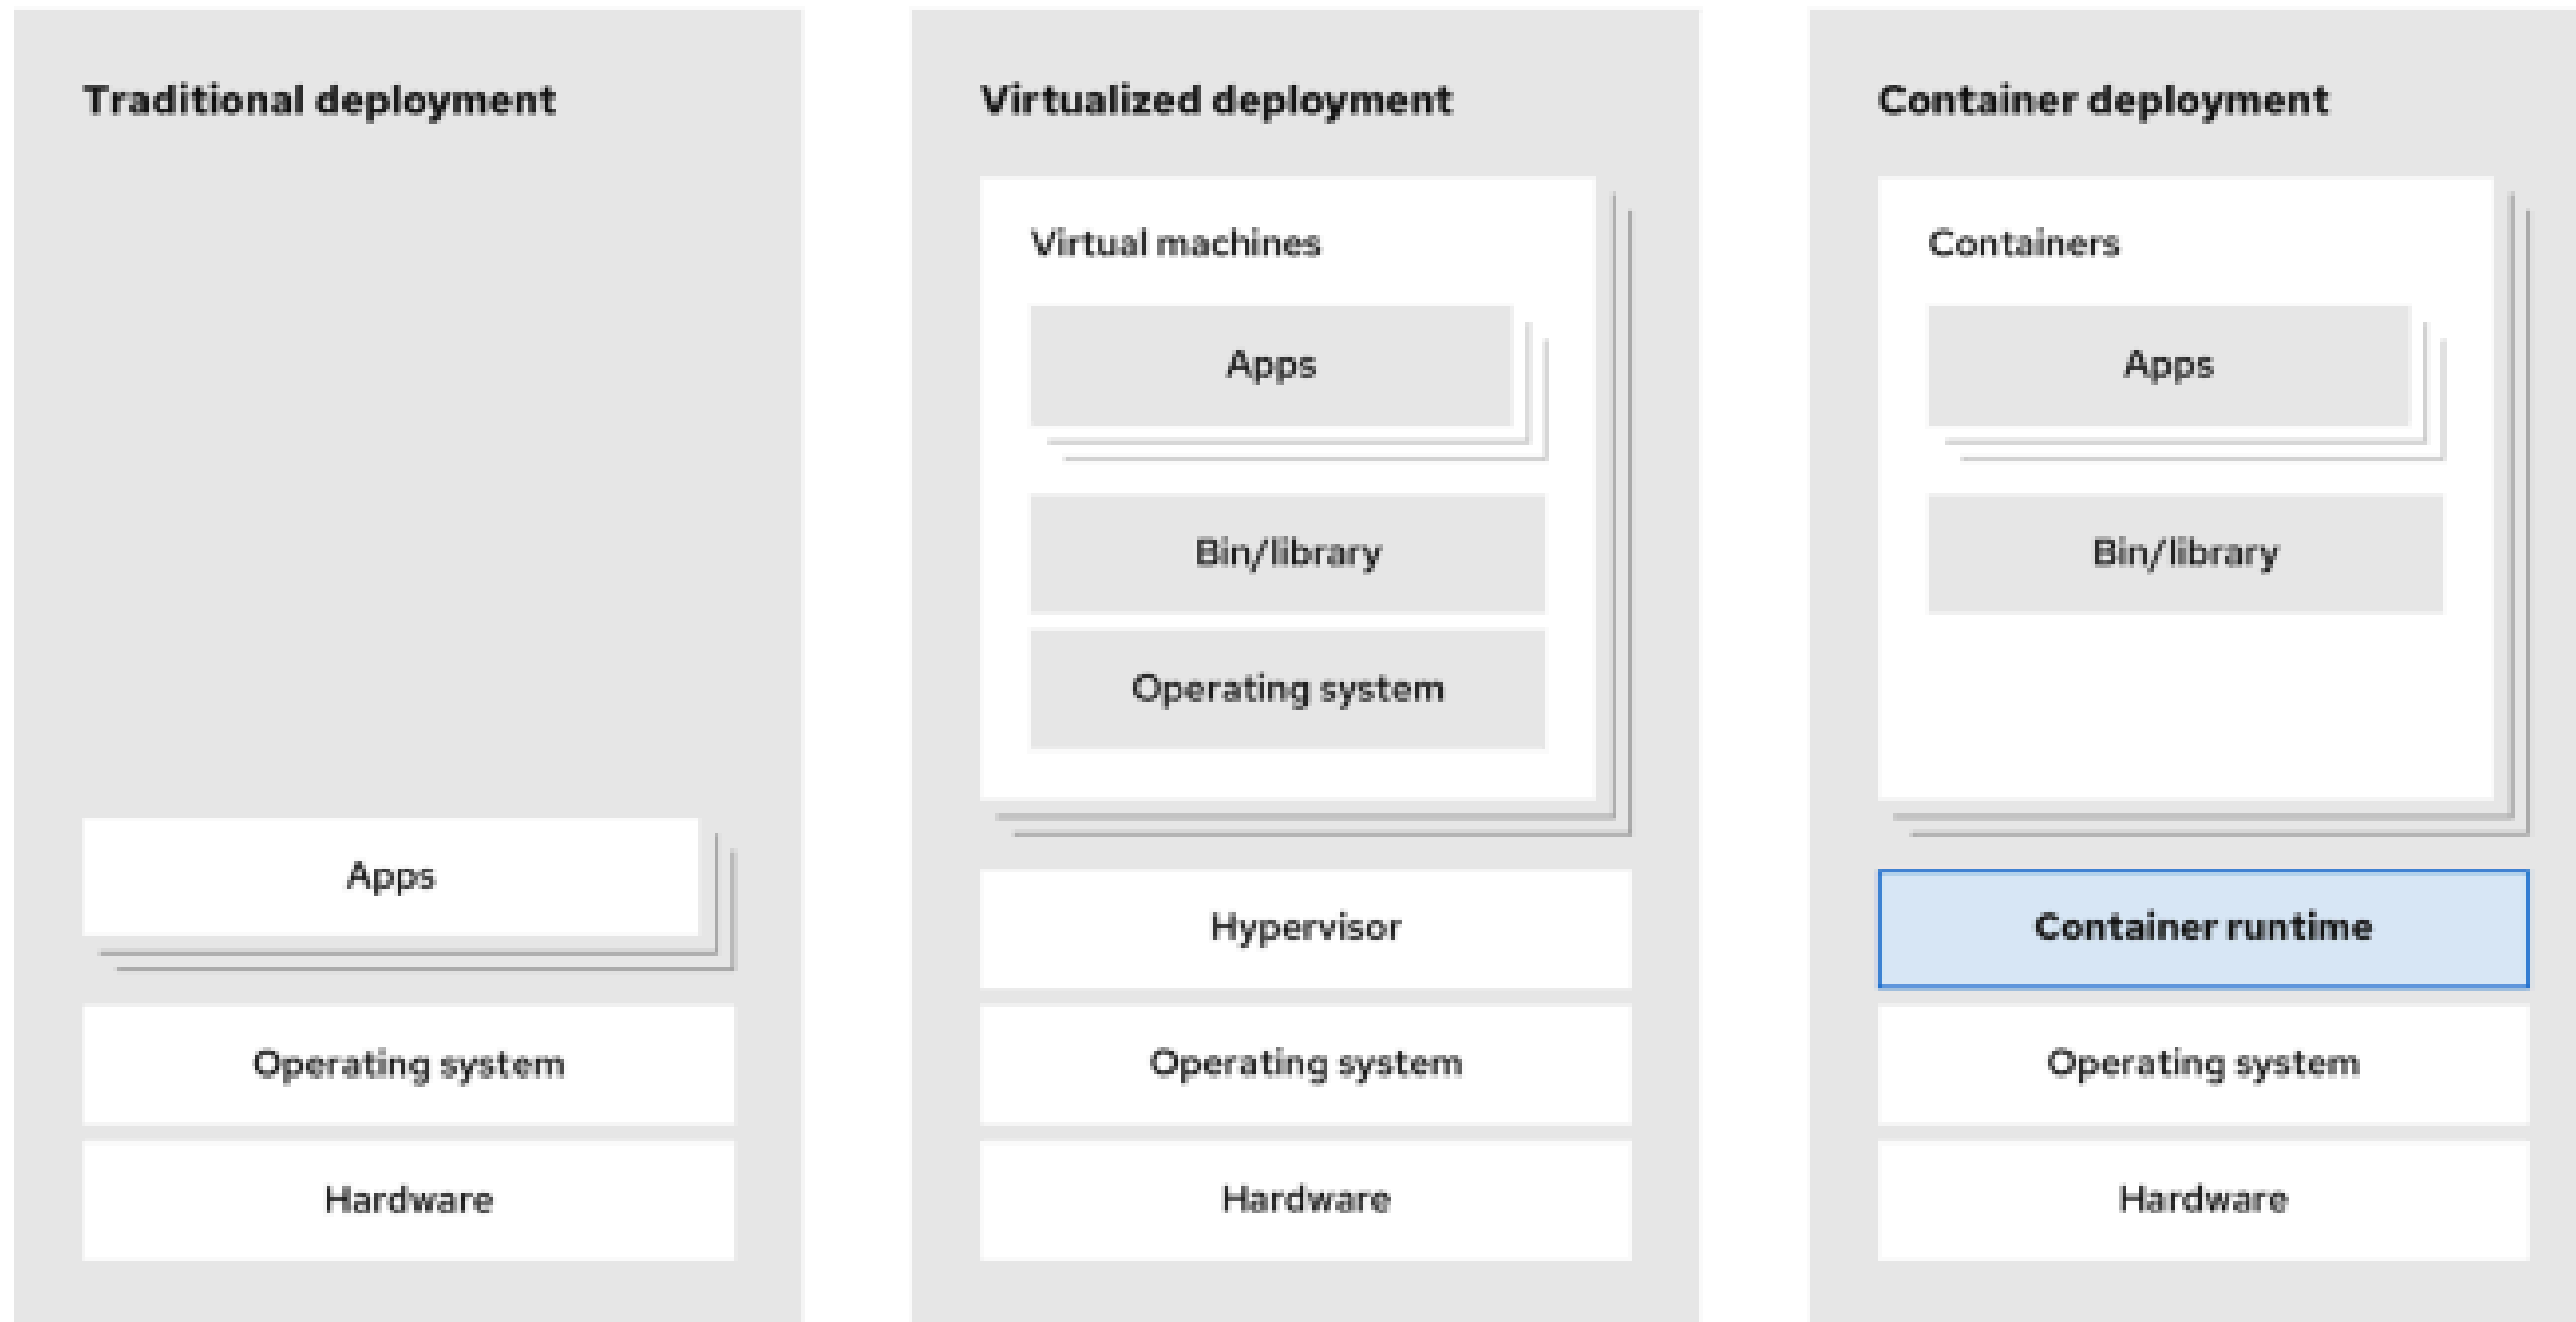 Traditional deployment
Apps
Operating system
Hardware
Virtualized deployment
Virtual machines
Apps
Bin/library
Operating system
Hypervisor
Operating system
Hardware
Container deployment
Containers
Apps
Bin/library
Container runtime
Operating system
Hardware